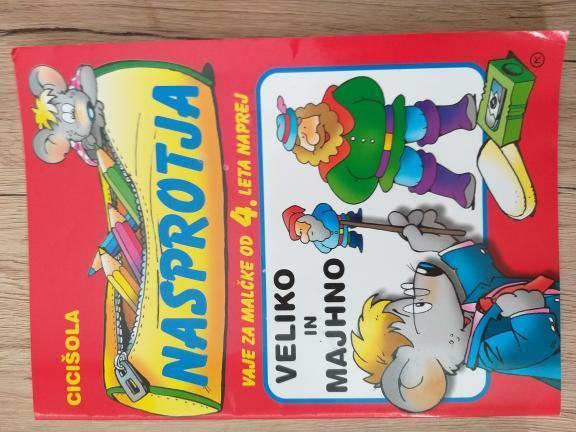 CICIŠOLA
NASPROTJA
VAJE ZA MALČKE OD 4. LETA NAPREJ
VELIKO
IN
MAJHNO